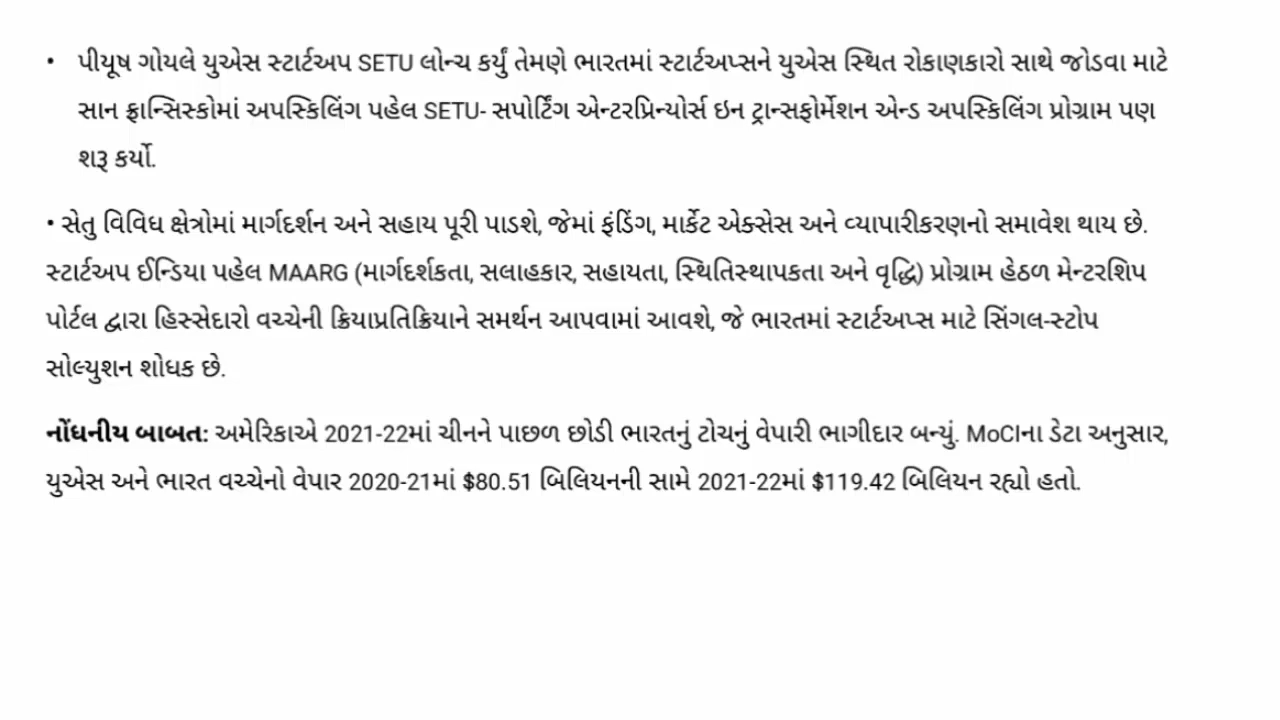 • પીયૂષ ગોયલે યુએસ સ્ટાર્ટઅપ SETU લોન્ચ કર્યું તેમણે ભારતમાં સ્ટાર્ટઅપ્સને યુએસ સ્થિત રોકાણકારો સાથે જોડવા માટે
સાન ફ્રાન્સિસ્કોમાં અપસ્કિલિંગ પહેલ SETU- સપોર્ટિંગ એન્ટરપ્રિન્યોર્સ ઇન ટ્રાન્સફોર્મેશન એન્ડ અપસ્કિલિંગ પ્રોગ્રામ પણ
શરૂ કર્યો.
• સેતુ વિવિધ ક્ષેત્રોમાં માર્ગદર્શન અને સહાય પૂરી પાડશે, જેમાં ફંડિંગ, માર્કેટ એક્સેસ અને વ્યાપારીકરણનો સમાવેશ થાય છે.
સ્ટાર્ટઅપ ઈન્ડિયા પહેલ MAARG (માર્ગદર્શકતા, સલાહકાર, સહાયતા, સ્થિતિસ્થાપકતા અને વૃદ્ધિ) પ્રોગ્રામ હેઠળ મેન્ટરશિપ
પોર્ટલ દ્વારા હિસ્સેદારો વચ્ચેની ક્રિયાપ્રતિક્રિયાને સમર્થન આપવામાં આવશે, જે ભારતમાં સ્ટાર્ટઅપ્સ માટે સિંગલ-સ્ટોપ
સોલ્યુશન શોધક છે.
નોંધનીય બાબત: અમેરિકાએ 2021-22માં ચીનને પાછળ છોડી ભારતનું ટોચનું વેપારી ભાગીદાર બન્યું. MoCIના ડેટા અનુસાર,
યુએસ અને ભારત વચ્ચેનો વેપાર 2020-21માં $80.51 બિલિયનની સામે 2021-22માં $119.42 બિલિયન રહ્યો હતો.